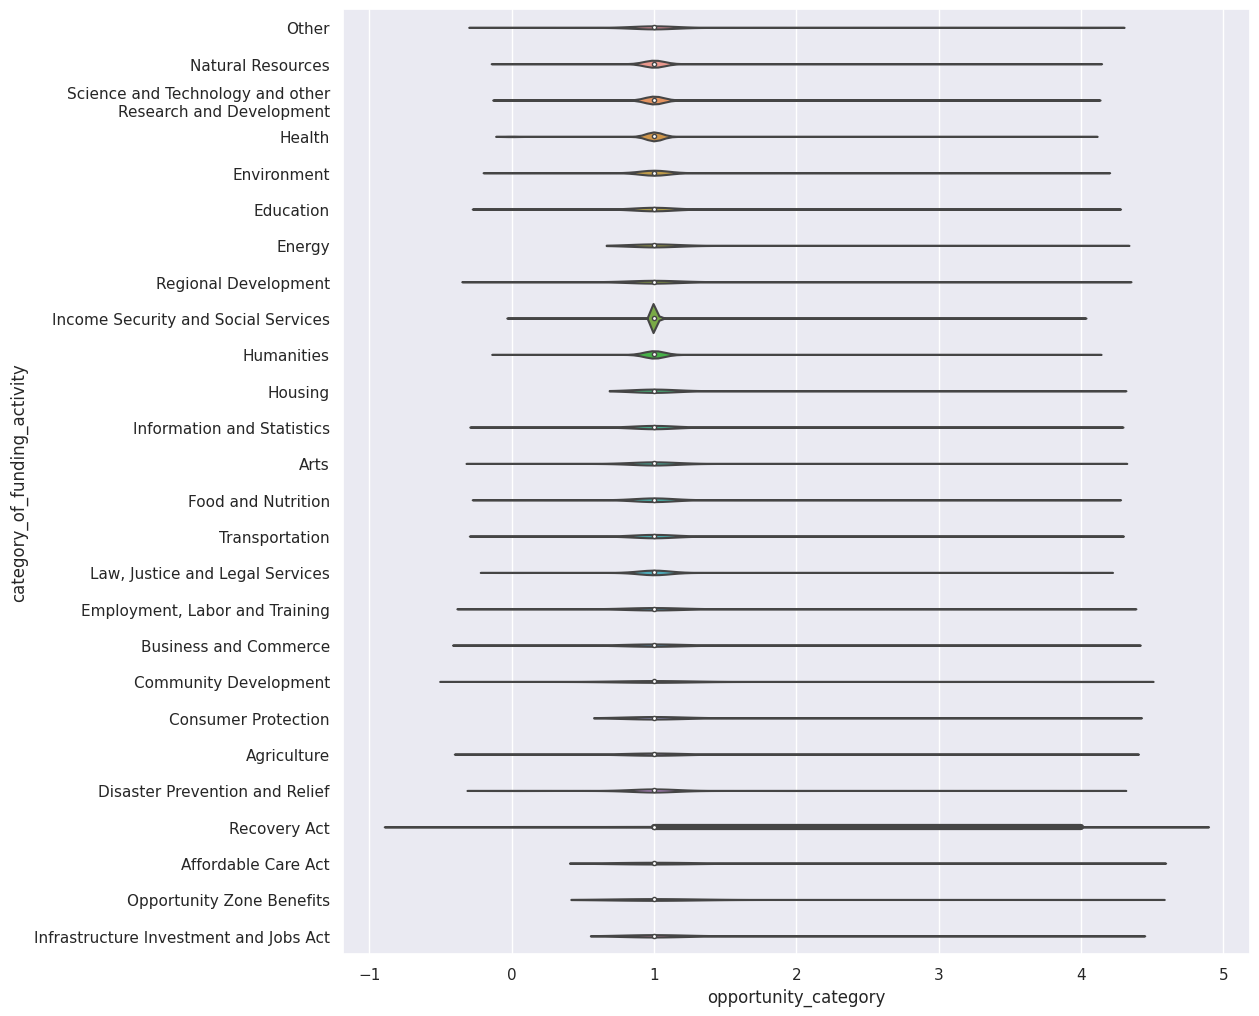 Other
Natural Resources
Science and Technology and other
Research and Development
Health
Environment
Education
Energy
Regional Development
Income Security and Social Services
Humanities
Housing
Information and Statistics
Arts
Food and Nutrition
Transportation
Law, Justice and Legal Services
Employment, Labor and Training
Business and Commerce
Community Development
Consumer Protection
Agriculture
Disaster Prevention and Relief
Recovery Act
Affordable Care Act
Opportunity Zone Benefits
Infrastructure Investment and Jobs Act
category_of_funding_activity
−1 0 1 2 3 4 5
opportunity_category